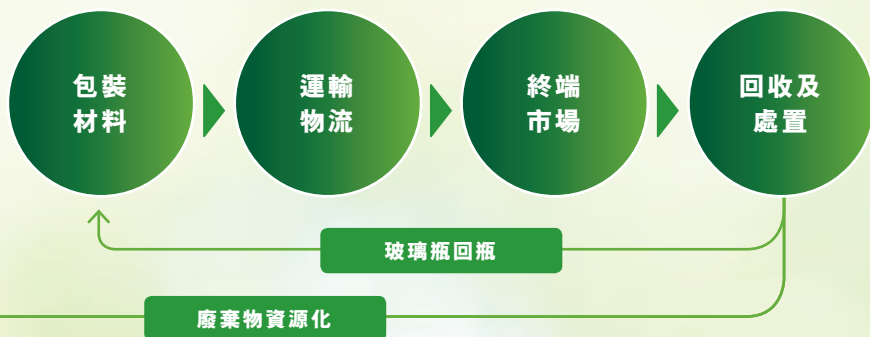 包裝
材料
運輸
物流
終端
市場
回收及
處置
玻璃瓶回瓶
廢棄物資源化